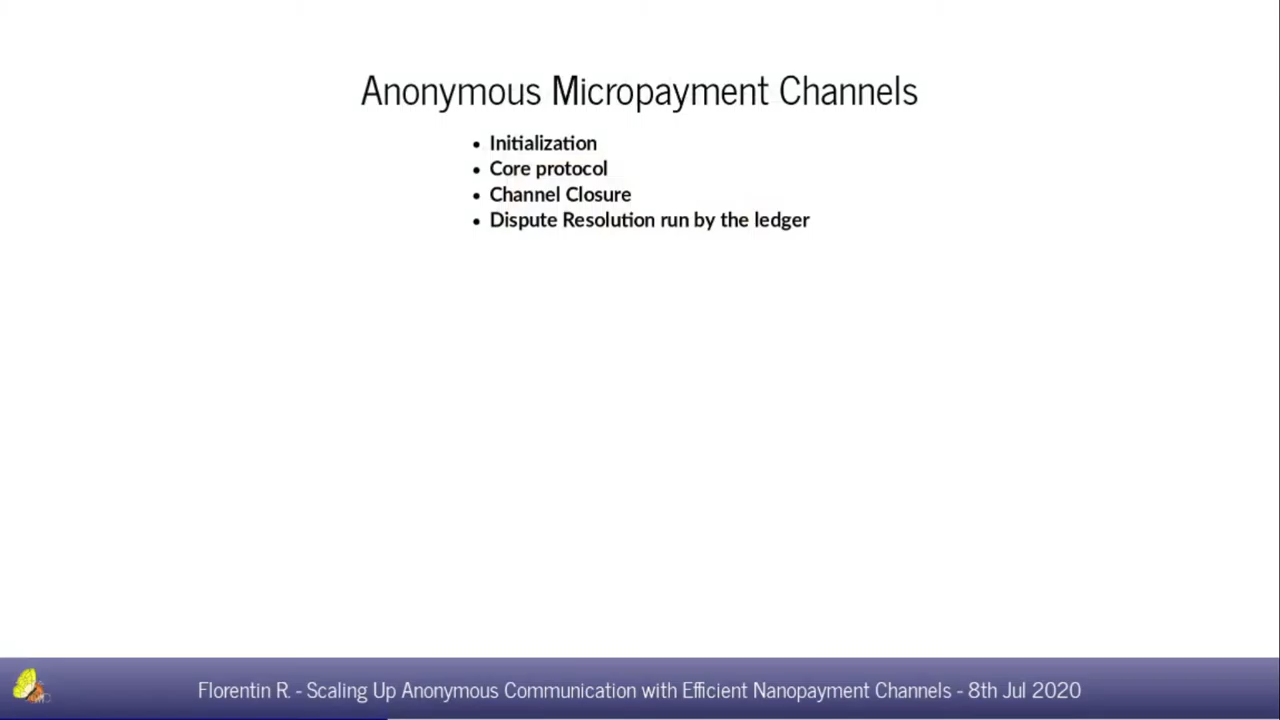 Anonymous Micropayment Channels
• Initialization
• Core protocol
• Channel Closure
• Dispute Resolution run by the ledger
Florentin R. - Scaling Up Anonymous Communication with Efficient Nanopayment Channels - 8th Jul 2020